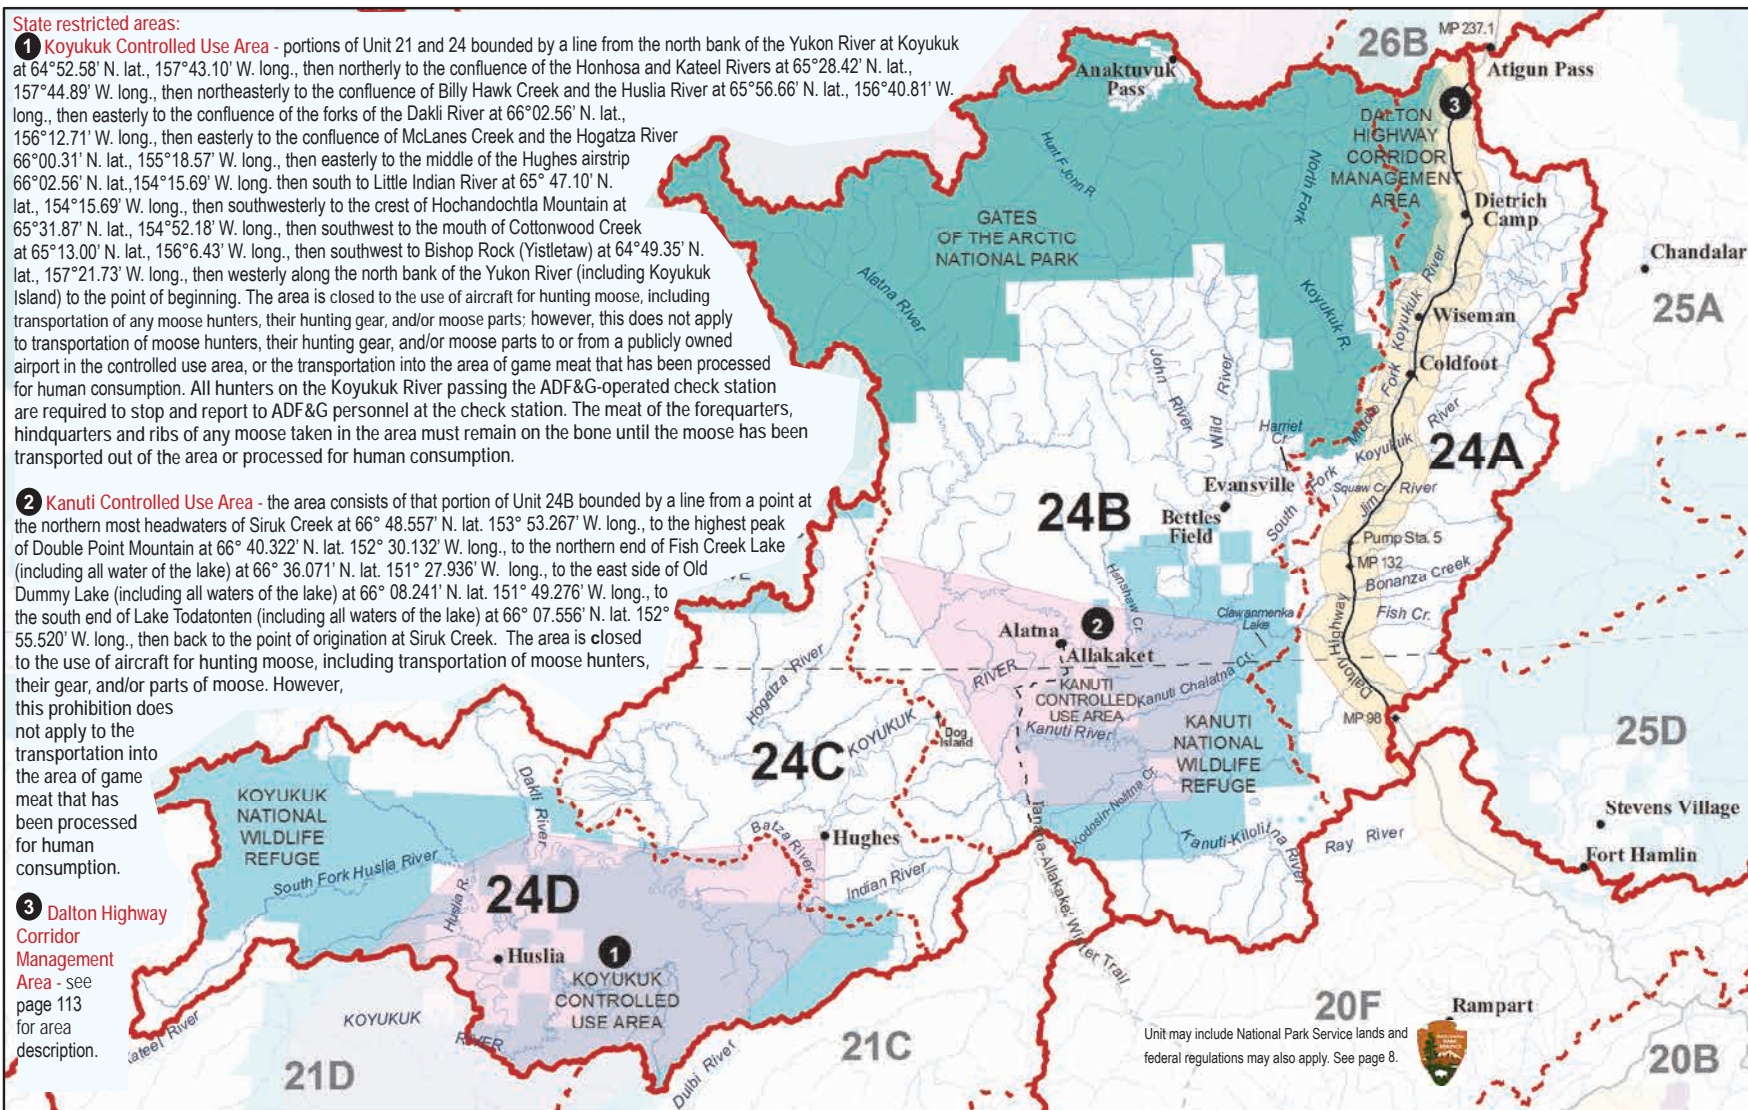 State restricted areas:
1 Koyukuk Controlled Use Area - portions of Unit 21 and 24 bounded by a line from the north bank of the Yukon River at Koyukuk
at 64°52.58' N. lat., 157°43.10' W. long., then northerly to the confluence of the Honhosa and Kateel Rivers at 65°28.42' N. lat.,
157°44.89' W. long., then northeasterly to the confluence of Billy Hawk Creek and the Huslia River at 65°56.66' N. lat., 156°40.81' W.
long., then easterly to the confluence of the forks of the Dakli River at 66°02.56' N. lat.,
156°12.71' W. long., then easterly to the confluence of McLanes Creek and the Hogatza River
66°00.31' N. lat., 155°18.57' W. long., then easterly to the middle of the Hughes airstrip
66°02.56' N. lat.,154°15.69' W. long. then south to Little Indian River at 65° 47.10' N.
lat., 154°15.69' W. long., then southwesterly to the crest of Hochandochtla Mountain at
65°31.87' N. lat., 154°52.18' W. long., then southwest to the mouth of Cottonwood Creek
at 65°13.00' N. lat., 156°6.43' W. long., then southwest to Bishop Rock (Yistletaw) at 64°49.35' N.
lat., 157°21.73' W. long., then westerly along the north bank of the Yukon River (including Koyukuk
Island) to the point of beginning. The area is closed to the use of aircraft for hunting moose, including
transportation of any moose hunters, their hunting gear, and/or moose parts; however, this does not apply
to transportation of moose hunters, their hunting gear, and/or moose parts to or from a publicly owned
airport in the controlled use area, or the transportation into the area of game meat that has been processed
for human consumption. All hunters on the Koyukuk River passing the ADF&G-operated check station
are required to stop and report to ADF&G personnel at the check station. The meat of the forequarters,
hindquarters and ribs of any moose taken in the area must remain on the bone until the moose has been
transported out of the area or processed for human consumption.
2 Kanuti Controlled Use Area - the area consists of that portion of Unit 24B bounded by a line from a point at
the northern most headwaters of Siruk Creek at 66° 48.557' N. lat. 153° 53.267' W. long., to the highest peak
of Double Point Mountain at 66° 40.322' N. lat. 152° 30.132' W. long., to the northern end of Fish Creek Lake
(including all water of the lake) at 66° 36.071' N. lat. 151° 27.936' W. long., to the east side of Old
Dummy Lake (including all waters of the lake) at 66° 08.241' N. lat. 151° 49.276' W. long., to
the south end of Lake Todatonten (including all waters of the lake) at 66° 07.556' N. lat. 152°
55.520' W. long., then back to the point of origination at Siruk Creek. The area is closed
to the use of aircraft for hunting moose, including transportation of moose hunters,
their gear, and/or parts of moose. However,
this prohibition does
not apply to the
transportation into
the area of game
meat that has
been processed
for human
consumption.
3 Dalton Highway
Corridor
Management
Area - see
page 113
for area
description.
26B
MP 237.1
Atigun Pass
Anaktuvuk
Pass
3
DALTON
HIGHWAY
CORRIDOR
MANAGEMENT
AREA
Hunt Fork John R.
North Fork
Koyukuk R.
Dietrich
Camp
GATES
OF THE ARCTIC
NATIONAL PARK
Alatna River
Chandalar
25A
Wiseman
Coldfoot
Middle Fork Koyukuk River
John River
Wild River
Harriet
Cr.
24A
South Fork Koyukuk River
Squaw Cr.
Jim River
Evansville
Bettles
Field
24B
Pump Sta. 5
MP 132
Bonanza Creek
Fish Cr.
Henshaw Cr.
Clawanmenka
Lake
2
Alatna
Allakaket
RIVER
KANUTI
CONTROLLED
USE AREA
Kanuti Chalatna Cr.
Kanuti River
KANUTI
NATIONAL
WILDLIFE
REFUGE
Dalton Highway
MP 98
25D
Hogatza River
KOYUKUK
24C
Dog
Island
Kodosin-Nolitna Cr.
Kanuti-Kilolitna River
Ray River
Stevens Village
Fort Hamlin
Tanana-Allakaket Winter Trail
Dakli River
KOYUKUK
NATIONAL
WILDLIFE
REFUGE
South Fork Huslia River
Huslia R.
Batza River
Hughes
Indian River
24D
Huslia
1
KOYUKUK
CONTROLLED
USE AREA
KOYUKUK
RIVER
Kateel River
21D
Dulbi River
21C
20F
Rampart
20B
Unit may include National Park Service lands and
federal regulations may also apply. See page 8.